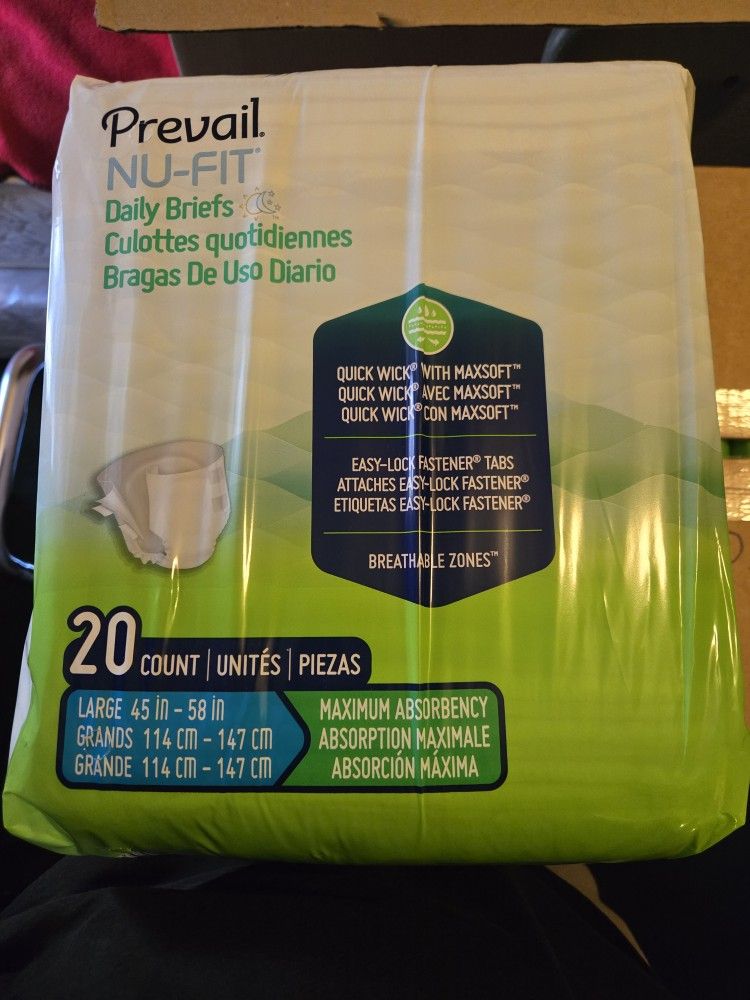 Prevail®
NU-FIT®
Daily Briefs
Culottes quotidiennes
Bragas De Uso Diario
QUICK WICK® WITH MAXSOFT™
QUICK WICK® AVEC MAXSOFT™
QUICK WICK® CON MAXSOFT™
EASY-LOCK FASTENER® TABS
ATTACHES EASY-LOCK FASTENER®
ETIQUETAS EASY-LOCK FASTENER®
BREATHABLE ZONES™
20 COUNT | UNITÉS | PIEZAS
LARGE 45 in - 58 in
GRANDS 114 cm - 147 cm
GRANDE 114 cm - 147 cm
MAXIMUM ABSORBENCY
ABSORPTION MAXIMALE
ABSORCIÓN MÁXIMA